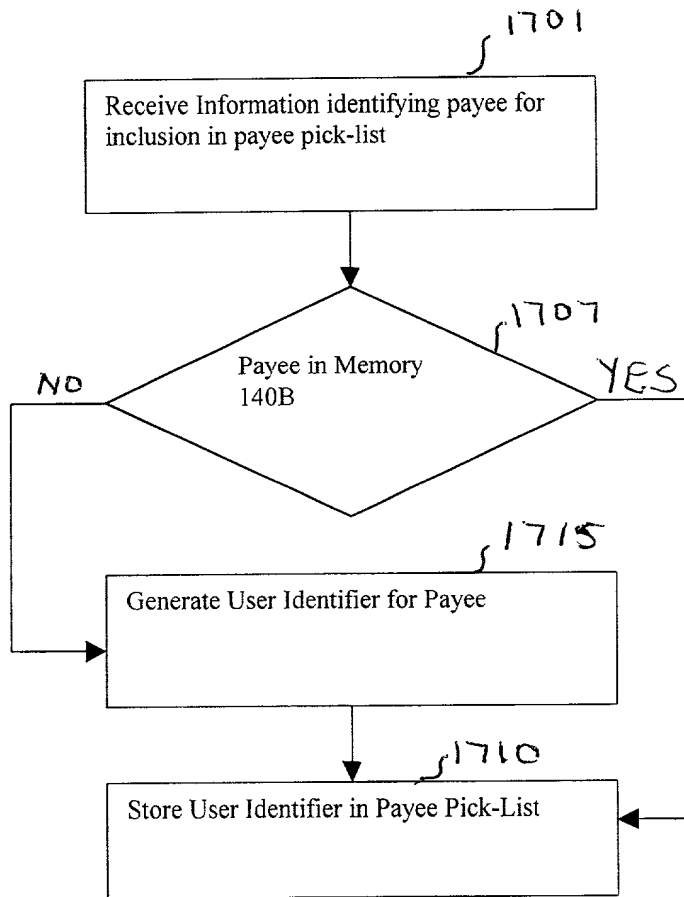 1701
Receive Information identifying payee for
inclusion in payee pick-list
1707
Payee in Memory
140B
NO
YES
1715
Generate User Identifier for Payee
1710
Store User Identifier in Payee Pick-List